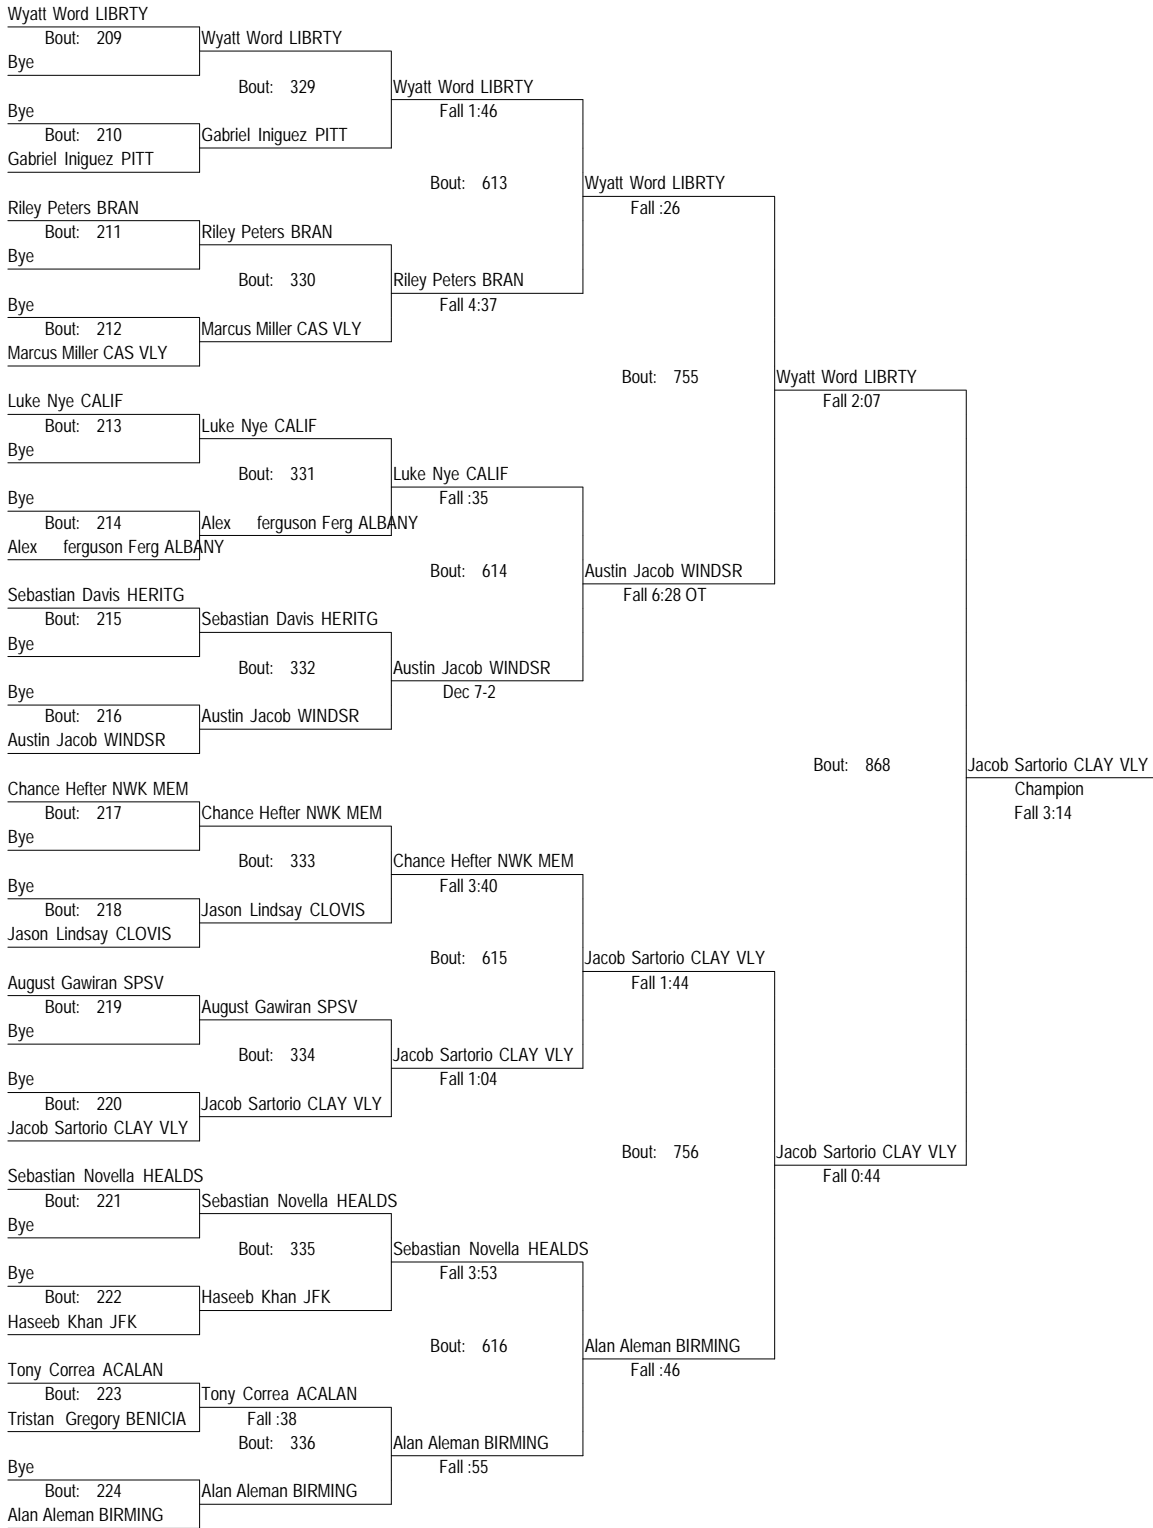 Wyatt Word LIBRTY
Bout: 209 Wyatt Word LIBRTY
Bye
Bout: 329 Wyatt Word LIBRTY
Bye Fall 1:46
Bout: 210 Gabriel Iniguez PITT
Gabriel Iniguez PITT
Bout: 613 Wyatt Word LIBRTY
Riley Peters BRAN Fall :26
Bout: 211 Riley Peters BRAN
Bye
Bout: 330 Riley Peters BRAN
Bye Fall 4:37
Bout: 212 Marcus Miller CAS VLY
Marcus Miller CAS VLY
Bout: 755 Wyatt Word LIBRTY
Luke Nye CALIF Fall 2:07
Bout: 213 Luke Nye CALIF
Bye
Bout: 331 Luke Nye CALIF
Bye Fall :35
Bout: 214 Alex ferguson Ferg ALBANY
Alex ferguson Ferg ALBANY
Bout: 614 Austin Jacob WINDSR
Sebastian Davis HERITG Fall 6:28 OT
Bout: 215 Sebastian Davis HERITG
Bye
Bout: 332 Austin Jacob WINDSR
Bye Dec 7-2
Bout: 216 Austin Jacob WINDSR
Austin Jacob WINDSR
Bout: 868 Jacob Sartorio CLAY VLY
Chance Hefter NWK MEM Champion
Bout: 217 Chance Hefter NWK MEM Fall 3:14
Bye
Bout: 333 Chance Hefter NWK MEM
Bye Fall 3:40
Bout: 218 Jason Lindsay CLOVIS
Jason Lindsay CLOVIS
Bout: 615 Jacob Sartorio CLAY VLY
August Gawiran SPSV Fall 1:44
Bout: 219 August Gawiran SPSV
Bye
Bout: 334 Jacob Sartorio CLAY VLY
Bye Fall 1:04
Bout: 220 Jacob Sartorio CLAY VLY
Jacob Sartorio CLAY VLY
Bout: 756 Jacob Sartorio CLAY VLY
Sebastian Novella HEALDS Fall 0:44
Bout: 221 Sebastian Novella HEALDS
Bye
Bout: 335 Sebastian Novella HEALDS
Bye Fall 3:53
Bout: 222 Haseeb Khan JFK
Haseeb Khan JFK
Bout: 616 Alan Aleman BIRMING
Tony Correa ACALAN Fall :46
Bout: 223 Tony Correa ACALAN
Tristan Gregory BENICIA Fall :38
Bout: 336 Alan Aleman BIRMING
Bye Fall :55
Bout: 224 Alan Aleman BIRMING
Alan Aleman BIRMING